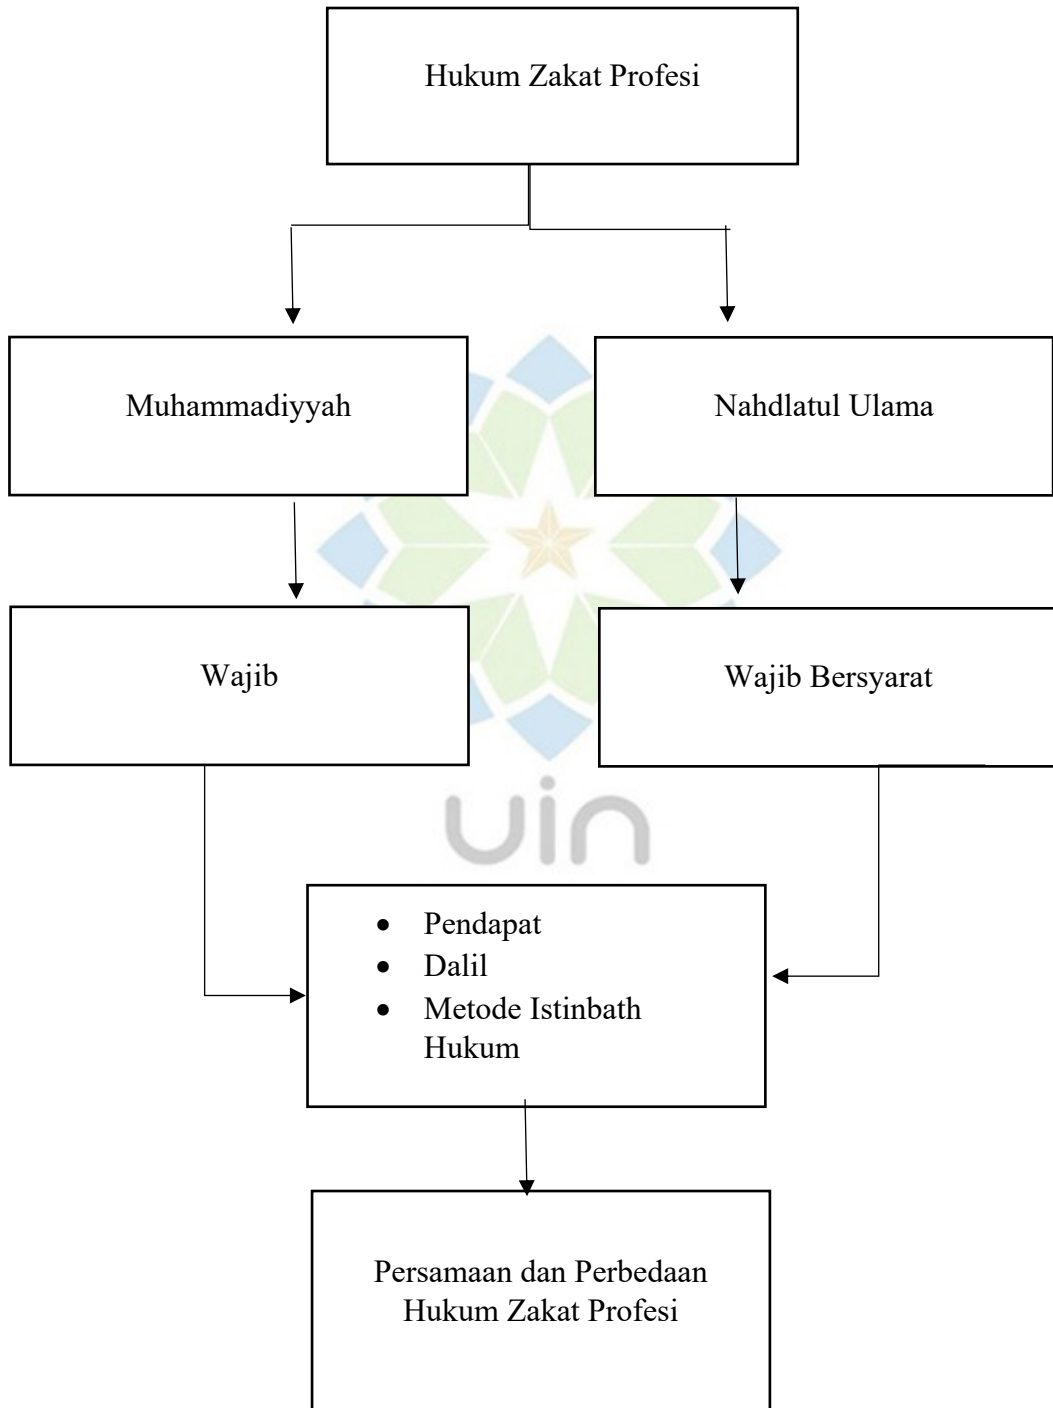 Hukum Zakat Profesi
Muhammadiyyah
Nahdlatul Ulama
Wajib
Wajib Bersyarat
uin
• Pendapat
• Dalil
• Metode Istinbath
Hukum
Persamaan dan Perbedaan
Hukum Zakat Profesi